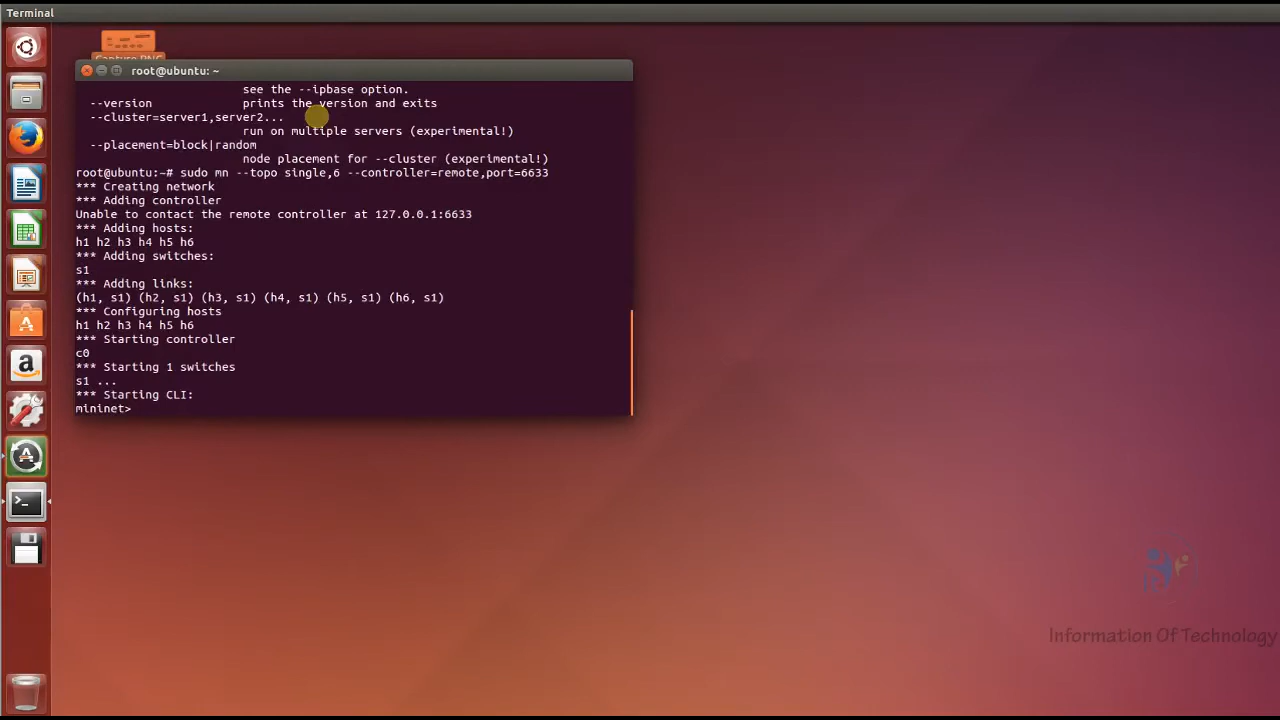 Terminal
Capture.PNG
root@ubuntu: ~
see the --ipbase option.
--version prints the version and exits
--cluster=server1,server2...
run on multiple servers (experimental!)
--placement=block|random
node placement for --cluster (experimental!)
root@ubuntu:~# sudo mn --topo single,6 --controller=remote,port=6633
*** Creating network
*** Adding controller
Unable to contact the remote controller at 127.0.0.1:6633
*** Adding hosts:
h1 h2 h3 h4 h5 h6
*** Adding switches:
s1
*** Adding links:
(h1, s1) (h2, s1) (h3, s1) (h4, s1) (h5, s1) (h6, s1)
*** Configuring hosts
h1 h2 h3 h4 h5 h6
*** Starting controller
c0
*** Starting 1 switches
s1 ...
*** Starting CLI:
mininet>
Information Of Technology